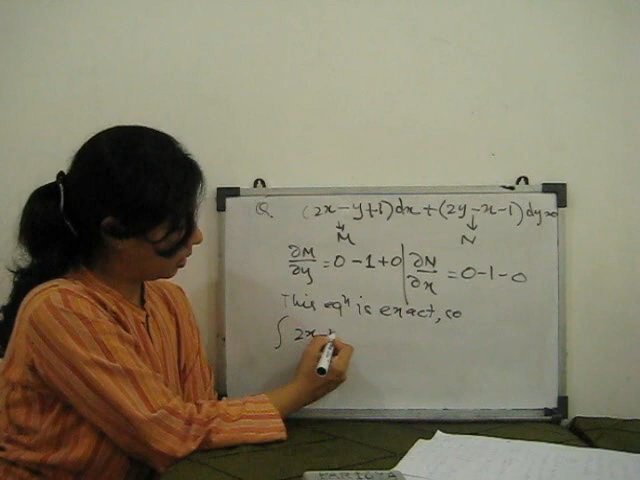 Q. (2x-y+1)dx+(2y-x-1)dy=0
M N
∂M/∂y = 0-1+0 | ∂N/∂x = 0-1-0
This eqⁿ is exact, so
∫ 2x-